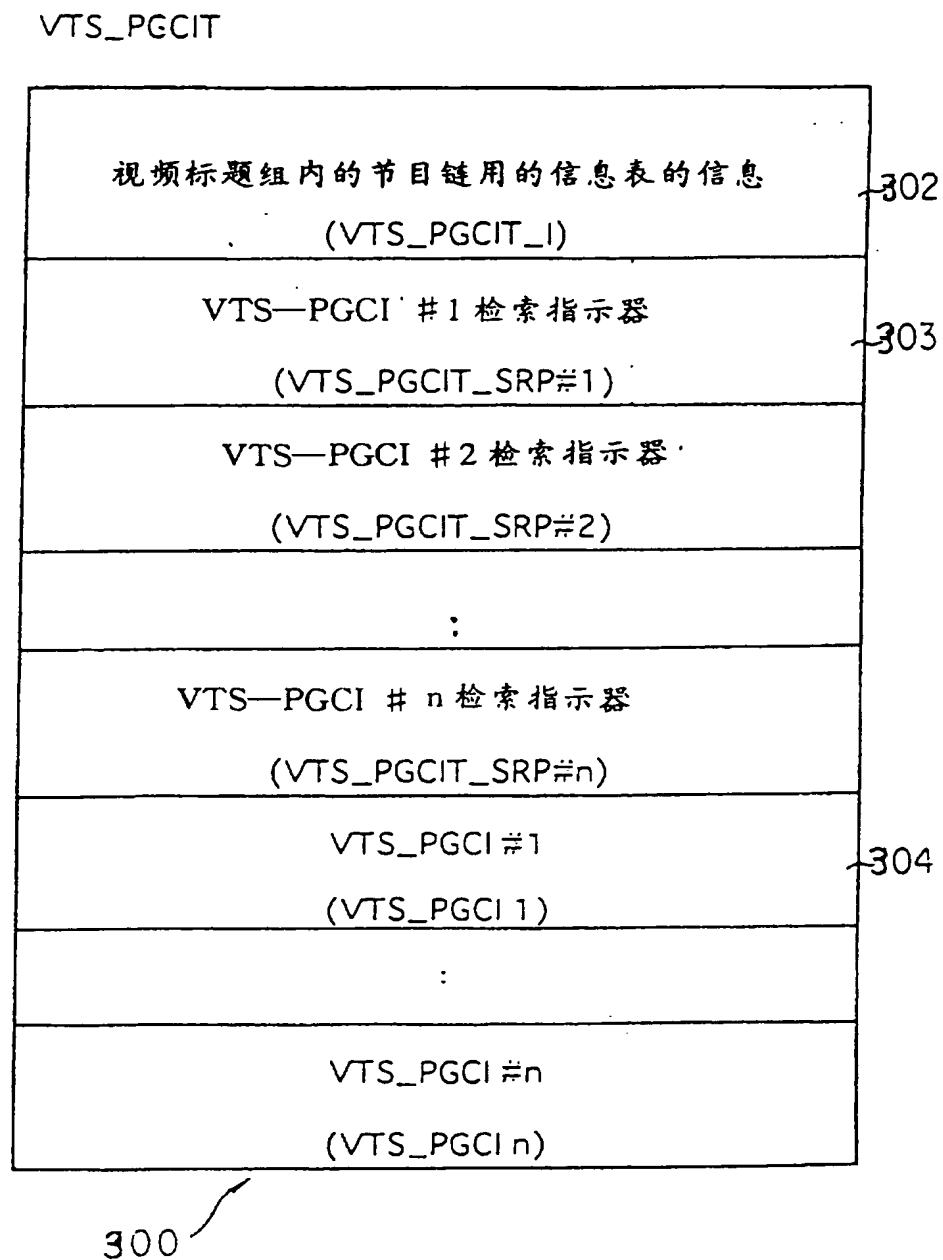 VTS_PGCIT
视频标题组内的节目链用的信息表的信息
302
(VTS_PGCIT_I)
VTS—PGCI #1检索指示器
303
(VTS_PGCIT_SRP#1)
VTS—PGCI #2检索指示器
(VTS_PGCIT_SRP#2)
:
VTS—PGCI # n检索指示器
(VTS_PGCIT_SRP#n)
VTS_PGCI #1
304
(VTS_PGCI 1)
:
VTS_PGCI #n
(VTS_PGCI n)
300